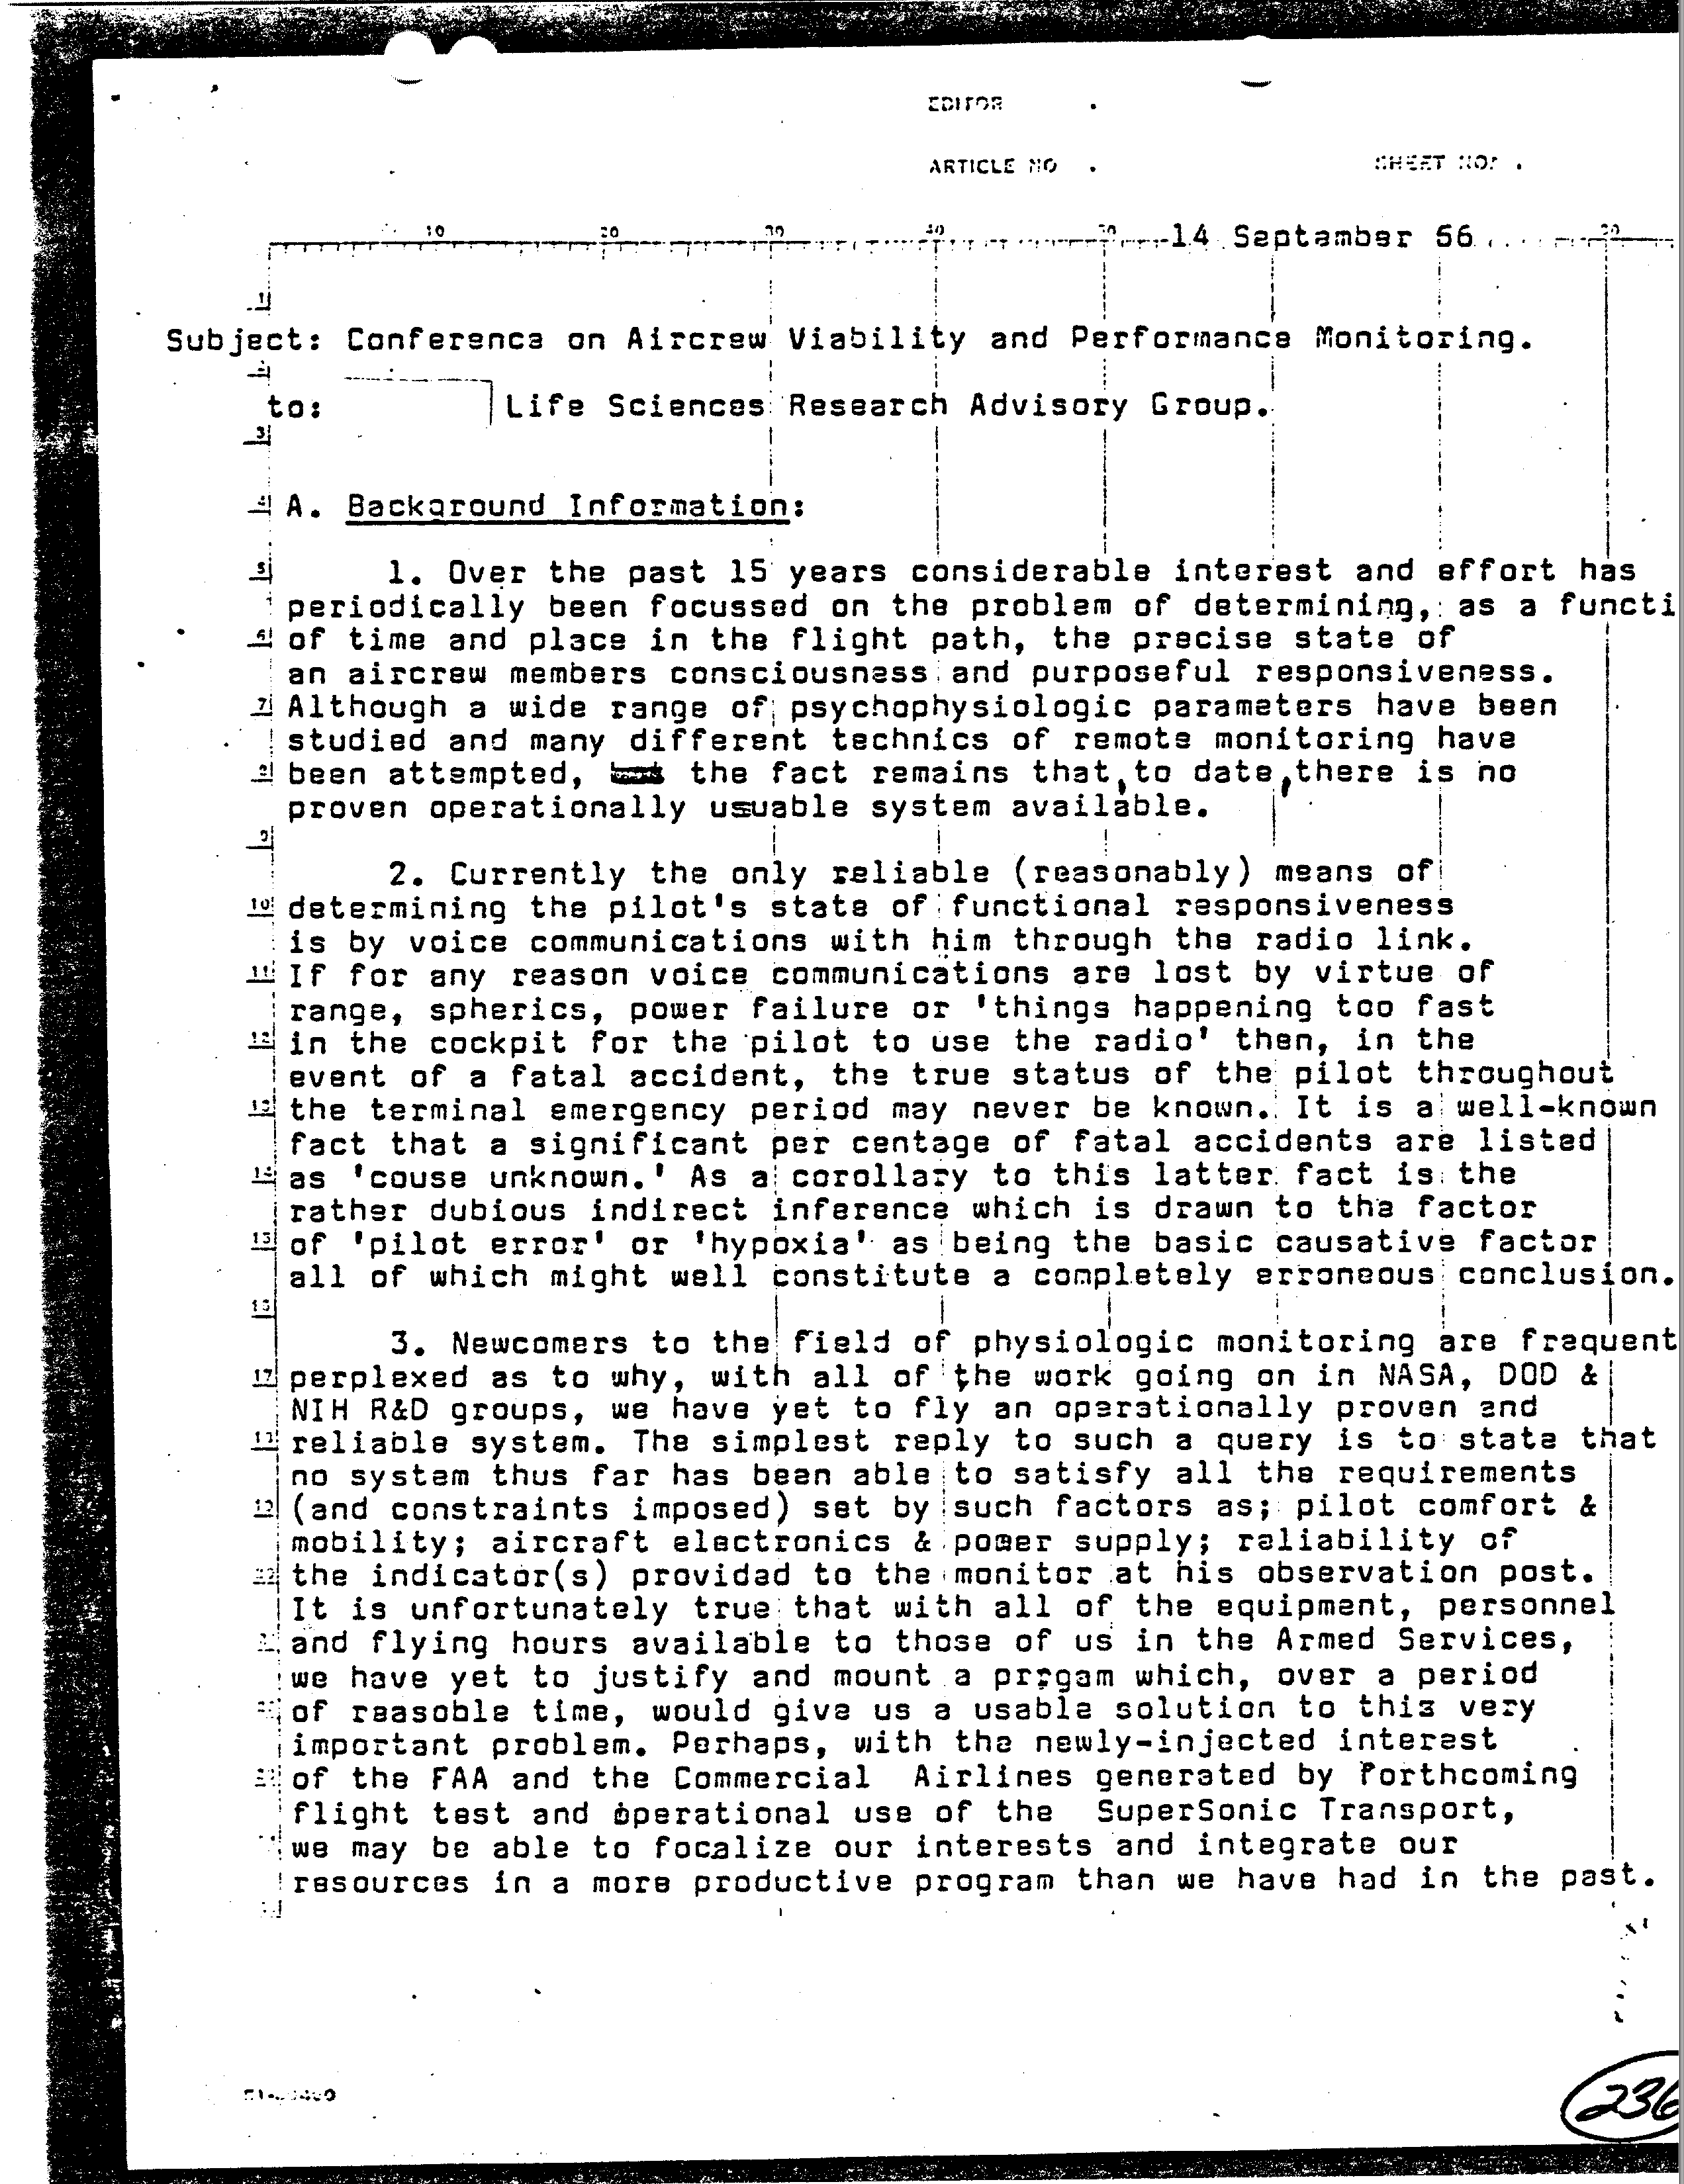 EDITOR
ARTICLE NO SHEET NO.
10 20 30 40 50
14 September 66
Subject: Conference on Aircrew Viability and Performance Monitoring.
to: Life Sciences Research Advisory Group.
A. Background Information:
1. Over the past 15 years considerable interest and effort has
periodically been focussed on the problem of determining, as a functi
of time and place in the flight path, the precise state of
an aircrew members consciousness and purposeful responsiveness.
Although a wide range of psychophysiologic parameters have been
studied and many different technics of remote monitoring have
been attempted, the fact remains that, to date, there is no
proven operationally usuable system available.
2. Currently the only reliable (reasonably) means of
determining the pilot's state of functional responsiveness
is by voice communications with him through the radio link.
If for any reason voice communications are lost by virtue of
range, spherics, power failure or 'things happening too fast
in the cockpit for the pilot to use the radio' then, in the
event of a fatal accident, the true status of the pilot throughout
the terminal emergency period may never be known. It is a well-known
fact that a significant per centage of fatal accidents are listed
as 'couse unknown.' As a corollary to this latter fact is the
rather dubious indirect inference which is drawn to the factor
of 'pilot error' or 'hypoxia' as being the basic causative factor
all of which might well constitute a completely erroneous conclusion.
3. Newcomers to the field of physiologic monitoring are frequent
perplexed as to why, with all of the work going on in NASA, DOD &
NIH R&D groups, we have yet to fly an operationally proven and
reliable system. The simplest reply to such a query is to state that
no system thus far has been able to satisfy all the requirements
(and constraints imposed) set by such factors as; pilot comfort &
mobility; aircraft electronics & power supply; reliability of
the indicator(s) provided to the monitor at his observation post.
It is unfortunately true that with all of the equipment, personnel
and flying hours available to those of us in the Armed Services,
we have yet to justify and mount a prrgam which, over a period
of reasoble time, would give us a usable solution to this very
important problem. Perhaps, with the newly-injected interest
of the FAA and the Commercial Airlines generated by forthcoming
flight test and operational use of the SuperSonic Transport,
we may be able to focalize our interests and integrate our
resources in a more productive program than we have had in the past.
236